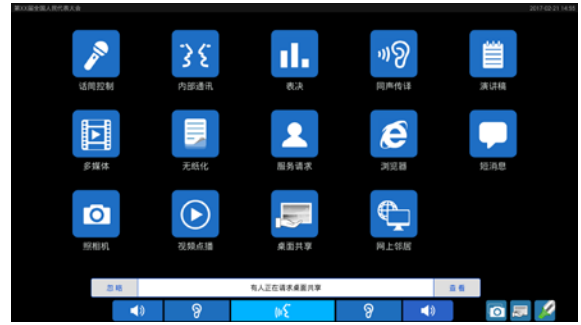 第XX届全国人民代表大会 2017-02-21 14:55
话筒控制 内部通讯 表决 同声传译 演讲稿
多媒体 无纸化 服务请求 浏览器 短消息
照相机 视频点播 桌面共享 网上邻居
忽略 有人正在请求桌面共享 查看